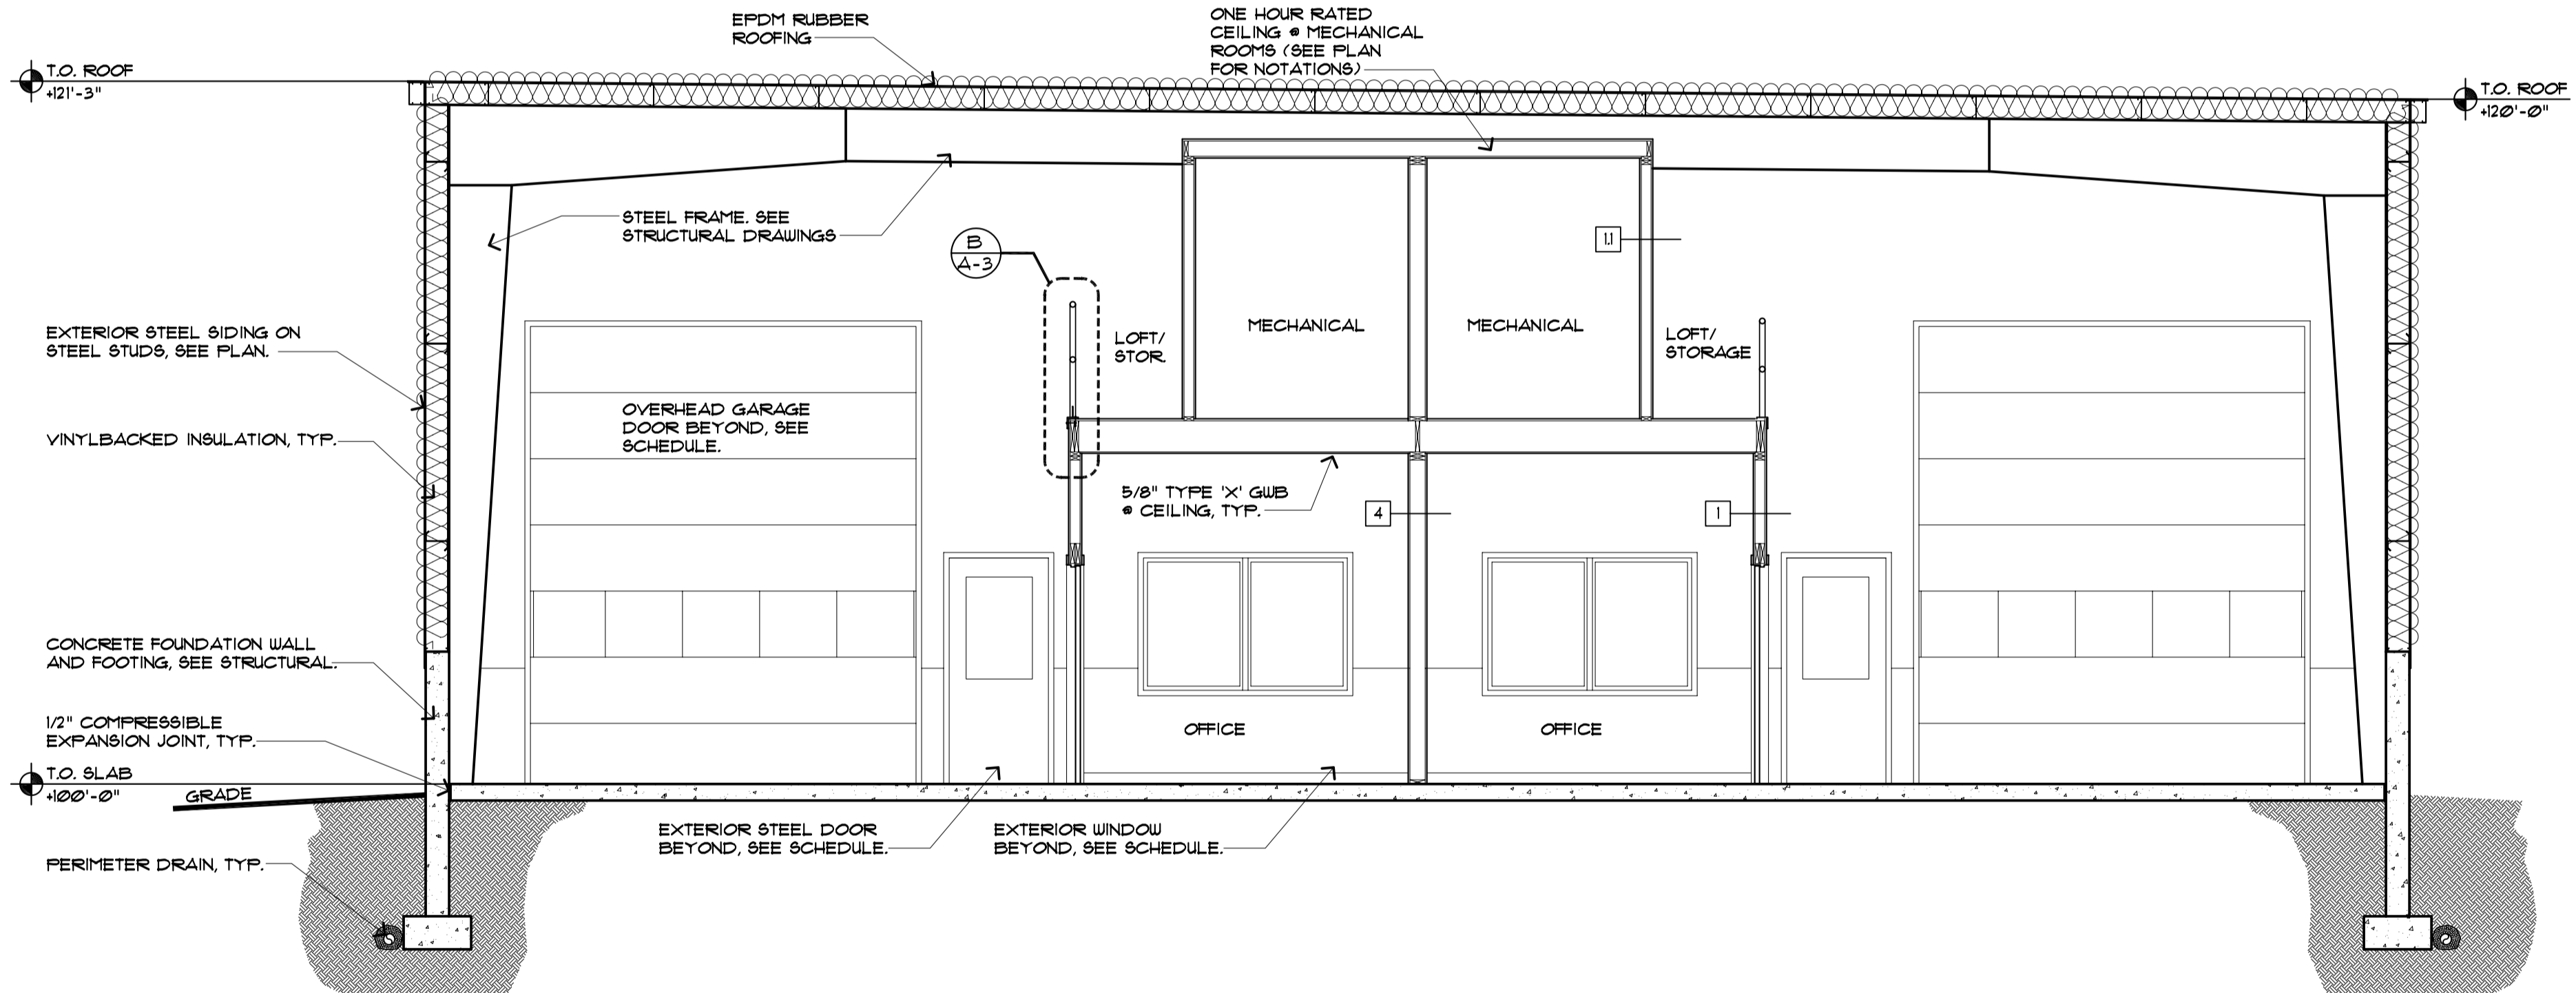 EPDM RUBBER
ROOFING
ONE HOUR RATED
CEILING @ MECHANICAL
ROOMS (SEE PLAN
FOR NOTATIONS)
T.O. ROOF
+121'-3"
T.O. ROOF
+120'-0"
STEEL FRAME. SEE
STRUCTURAL DRAWINGS
B
A-3
1.1
EXTERIOR STEEL SIDING ON
STEEL STUDS, SEE PLAN.
LOFT/
STOR.
MECHANICAL
MECHANICAL
LOFT/
STORAGE
OVERHEAD GARAGE
DOOR BEYOND, SEE
SCHEDULE.
VINYLBACKED INSULATION, TYP.
5/8" TYPE 'X' GWB
@ CEILING, TYP.
4
1
CONCRETE FOUNDATION WALL
AND FOOTING, SEE STRUCTURAL.
1/2" COMPRESSIBLE
EXPANSION JOINT, TYP.
OFFICE
OFFICE
T.O. SLAB
+100'-0"
GRADE
EXTERIOR STEEL DOOR
BEYOND, SEE SCHEDULE.
EXTERIOR WINDOW
BEYOND, SEE SCHEDULE.
PERIMETER DRAIN, TYP.